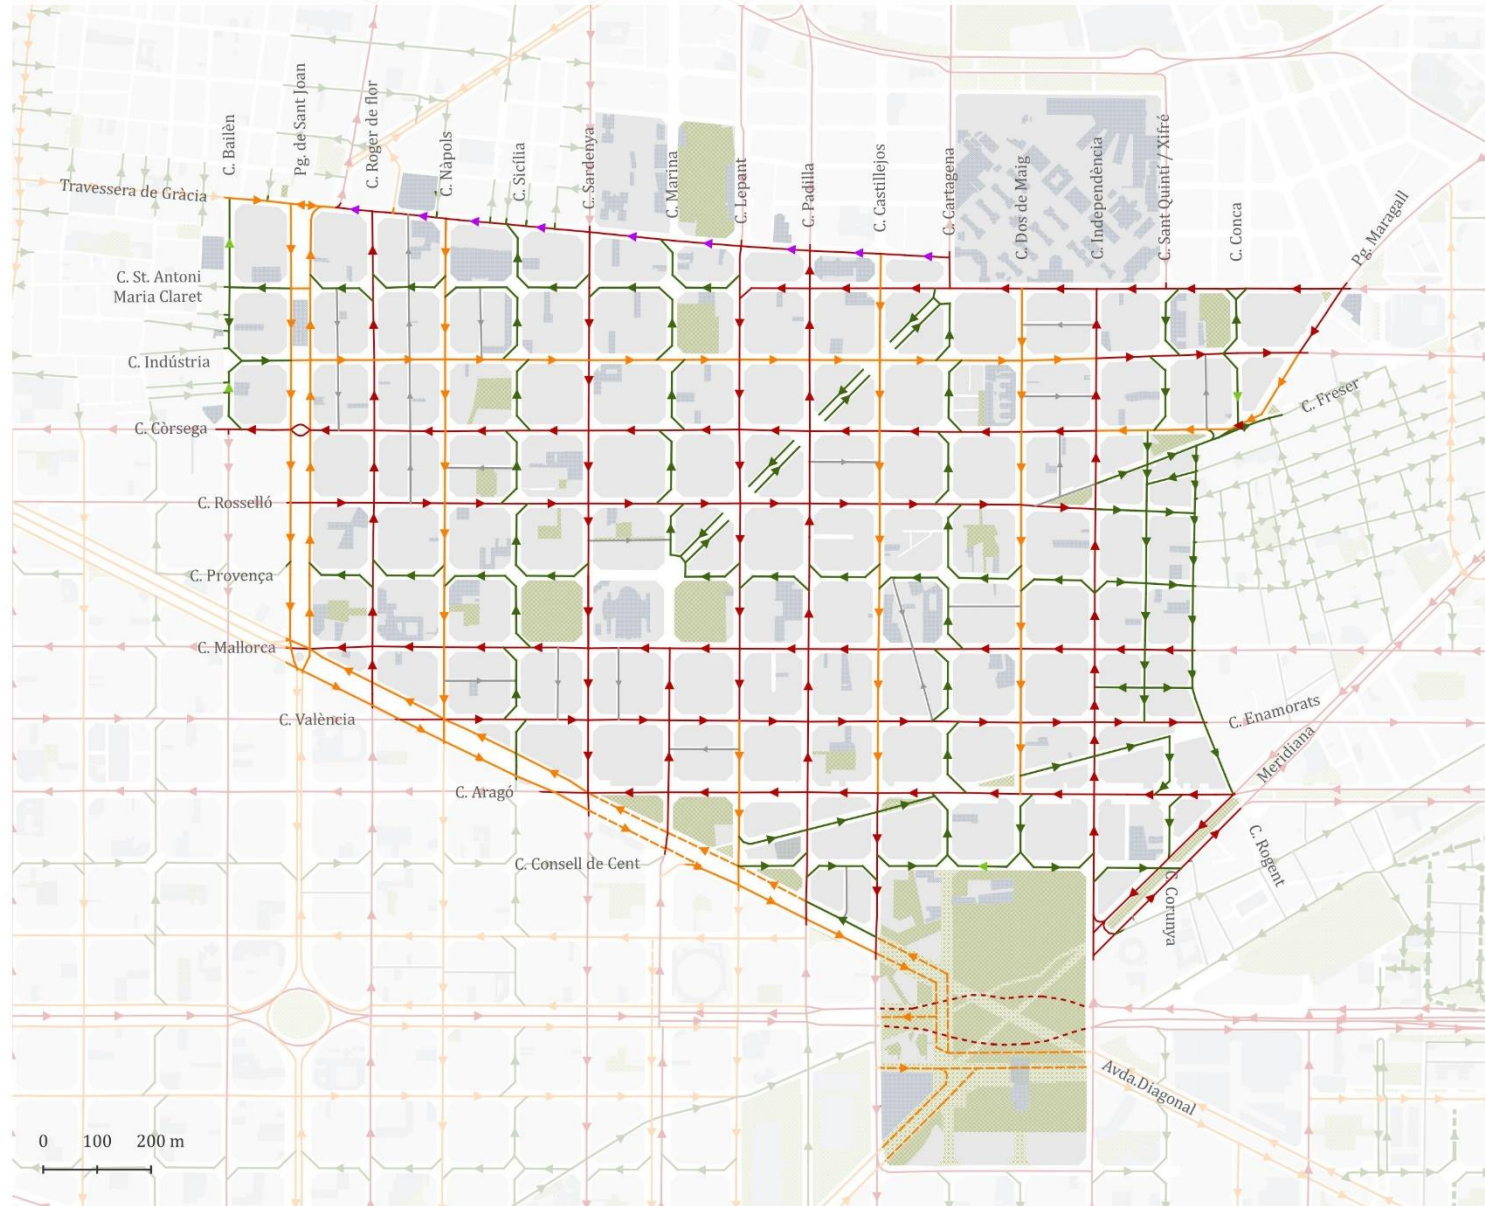 C. Bailèn
Pg. de Sant Joan
C. Roger de flor
C. Nàpols
C. Sicília
C. Sardenya
C. Marina
C. Lepant
C. Padilla
C. Castillejos
C. Cartagena
C. Dos de Maig
C. Independència
C. Sant Quintí / Xifré
C. Conca
Pg. Maragall
Travessera de Gràcia
C. St. Antoni
Maria Claret
C. Indústria
C. Freser
C. Còrsega
C. Rosselló
C. Provença
C. Mallorca
C. València
C. Enamorats
Meridiana
C. Aragó
C. Consell de Cent
C. Rogent
C. Corunya
Avda.Diagonal
0 100 200 m